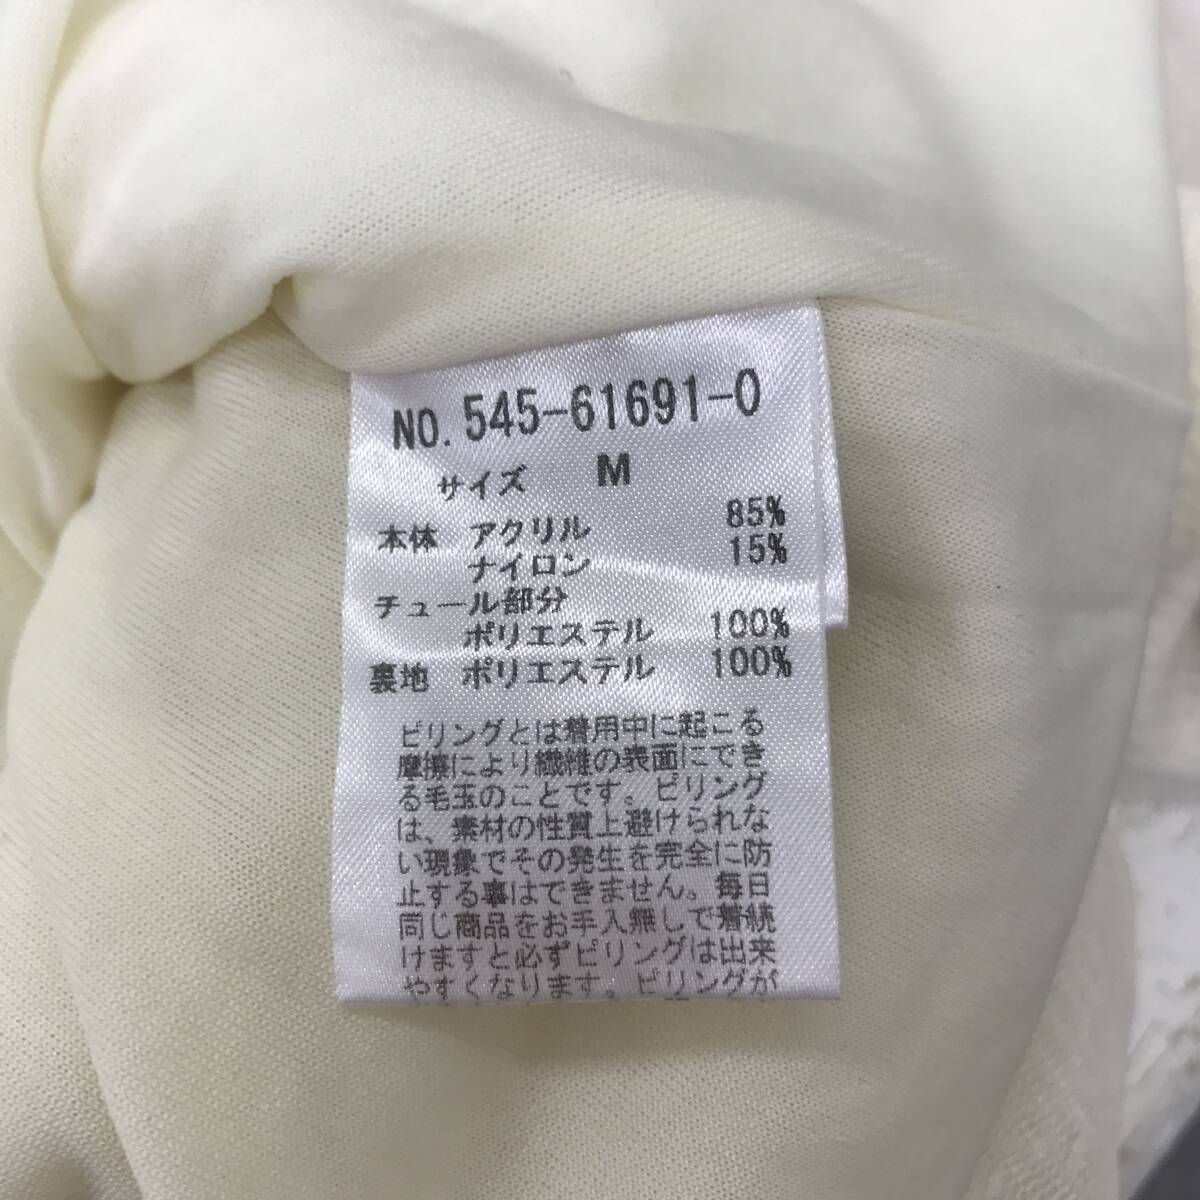 NO. 545-61691-0
サイズ M
本体 アクリル 85%
ナイロン 15%
チュール部分
ポリエステル 100%
裏地 ポリエステル 100%
ピリングとは着用中に起こる
摩擦により繊維の表面にでき
る毛玉のことです。ピリング
は、素材の性質上避けられな
い現象でその発生を完全に防
止する事はできません。毎日
同じ商品をお手入無しで着続
けますと必ずピリングは出来
やすくなります。ピリングが